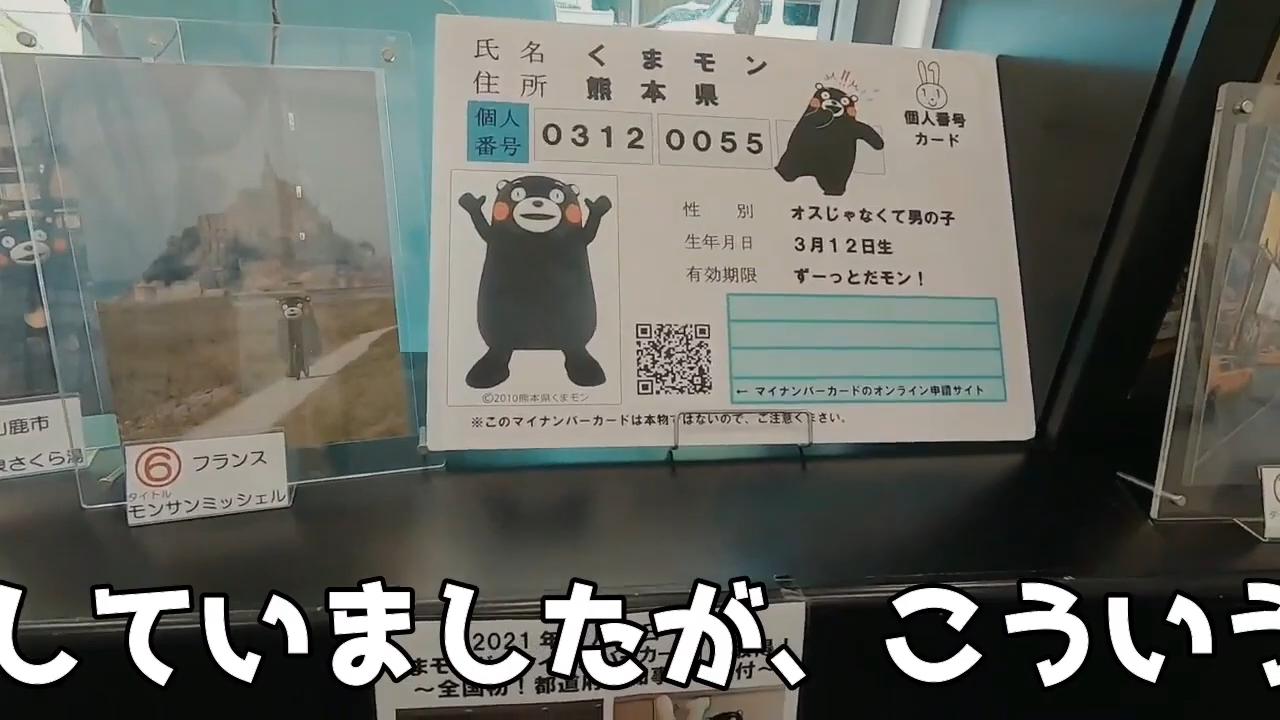 氏名 くまモン
住所 熊本県
個人番号 0312 0055
個人番号
カード
性別 オスじゃなくて男の子
生年月日 3月12日生
有効期限 ずーっとだモン！
←マイナンバーカードのオンライン申請サイト
©2010熊本県くまモン
※このマイナンバーカードは本物ではないので、ご注意ください。
鹿市
さくら湯
⑥ フランス
タイトル
モンサンミッシェル
していましたが、こういう
2021年
～全国初！都道府
付～